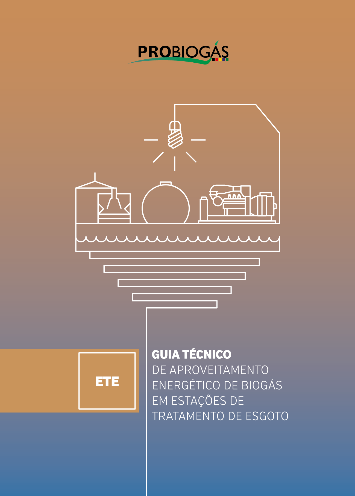 PROBIOGÁS
ETE
GUIA TÉCNICO
DE APROVEITAMENTO
ENERGÉTICO DE BIOGÁS
EM ESTAÇÕES DE
TRATAMENTO DE ESGOTO